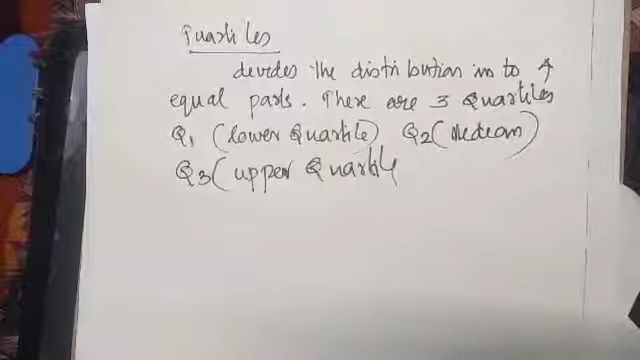 Quartiles
devides the distribution in to 4
equal parts. There are 3 Quartiles
Q1 (lower Quartile) Q2 (Median)
Q3 (upper Quartile